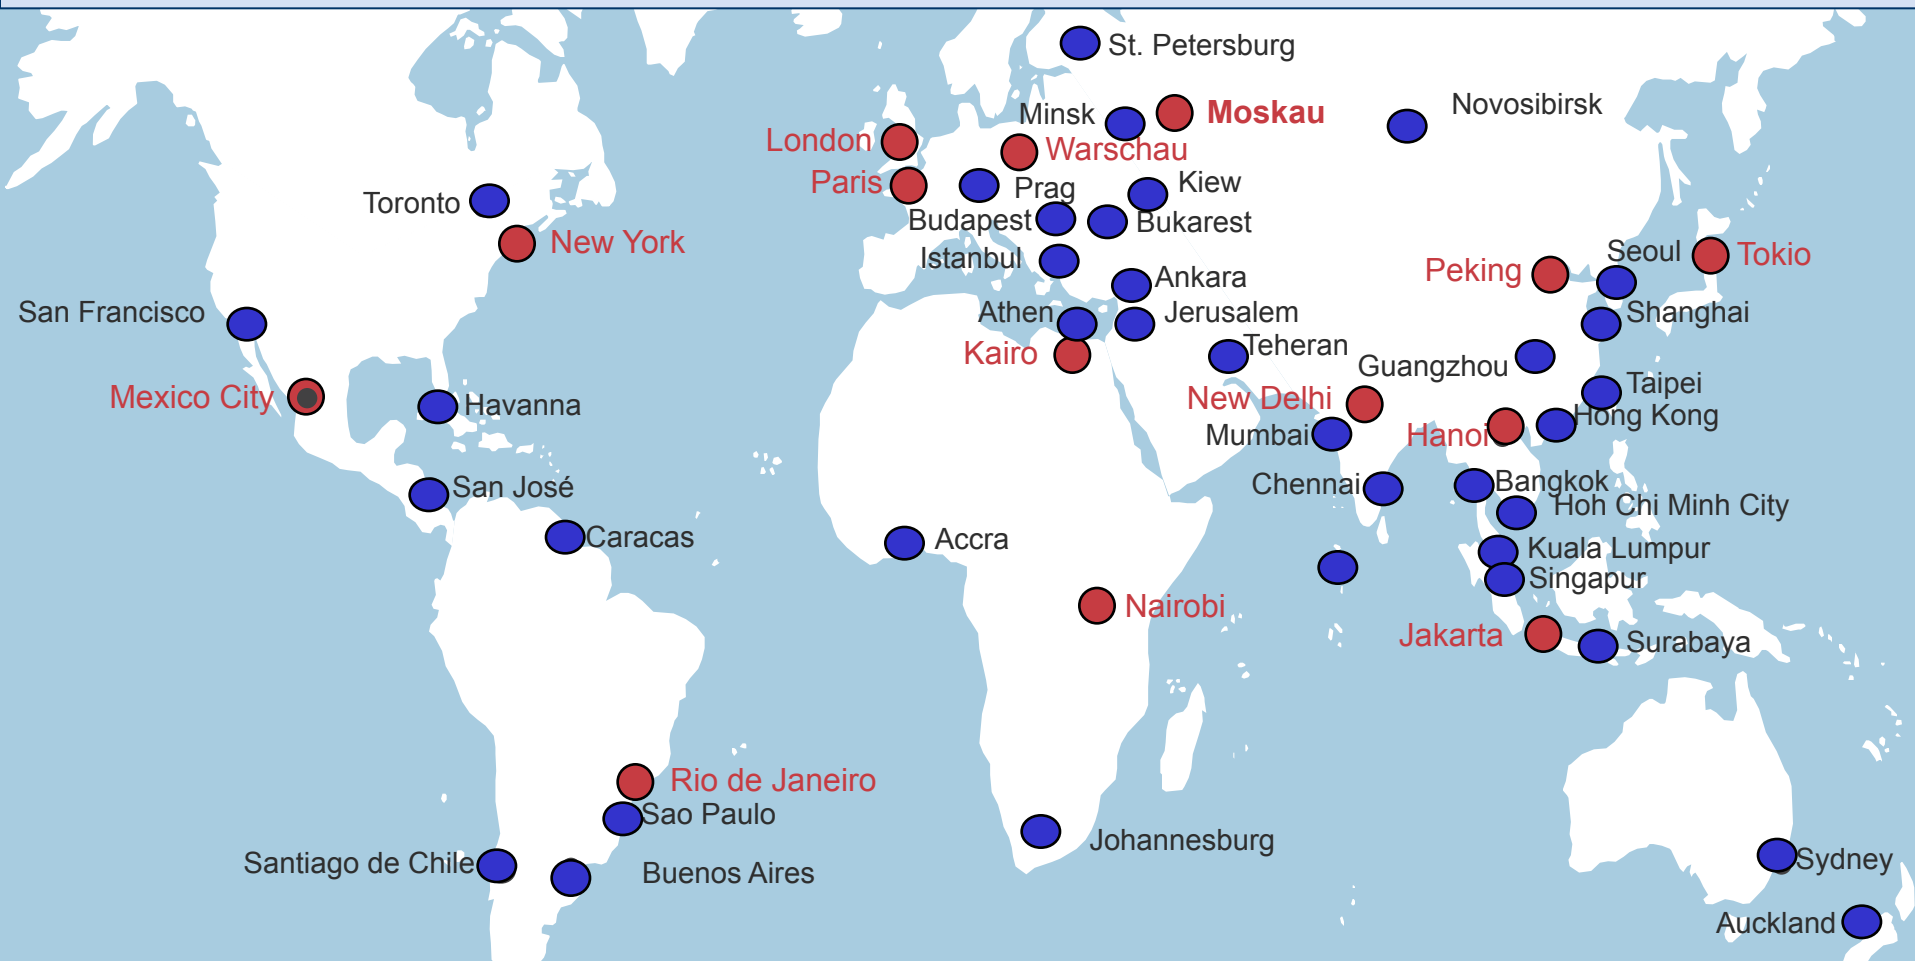 St. Petersburg
Novosibirsk
Minsk
Moskau
London
Warschau
Paris
Prag
Kiew
Toronto
Budapest
Bukarest
New York
Istanbul
Seoul
Tokio
Peking
Ankara
San Francisco
Athen
Jerusalem
Shanghai
Kairo
Teheran
Guangzhou
Mexico City
Havanna
New Delhi
Taipei
Mumbai
Hanoi
Hong Kong
San José
Chennai
Bangkok
Hoh Chi Minh City
Caracas
Accra
Kuala Lumpur
Singapur
Nairobi
Jakarta
Surabaya
Rio de Janeiro
Sao Paulo
Johannesburg
Santiago de Chile
Buenos Aires
Sydney
Auckland